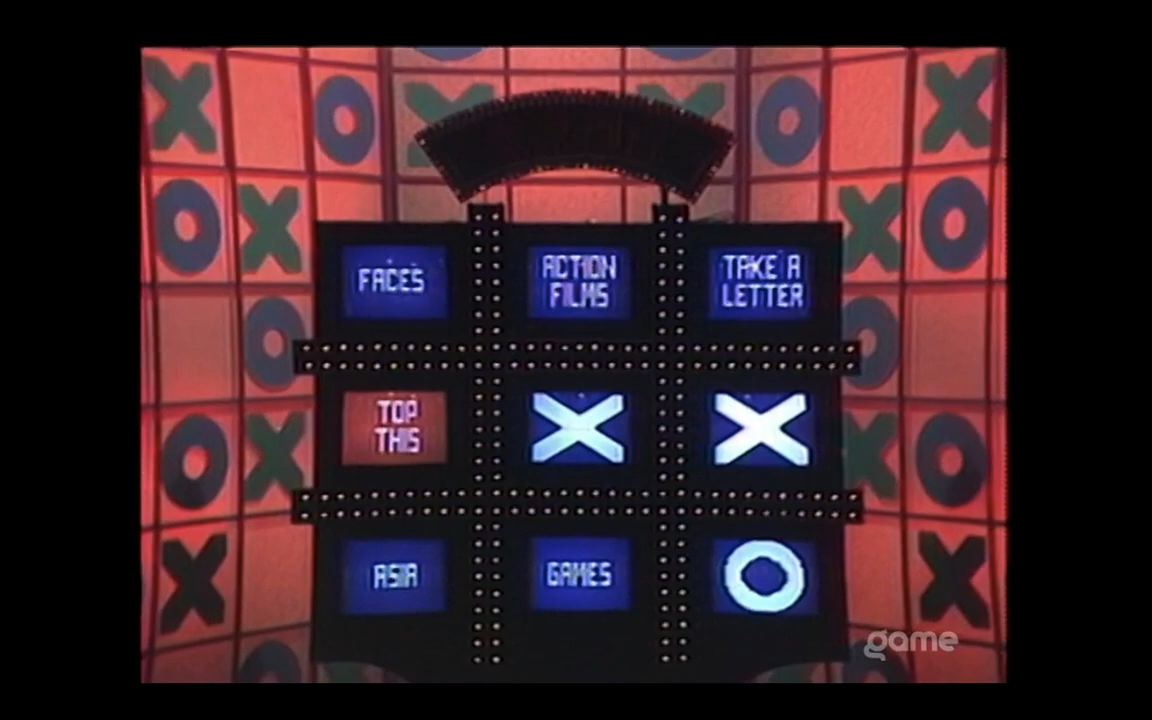 FACES
ACTION
FILMS
TAKE A
LETTER
TOP
THIS
X
X
ASIA
GAMES
O
game